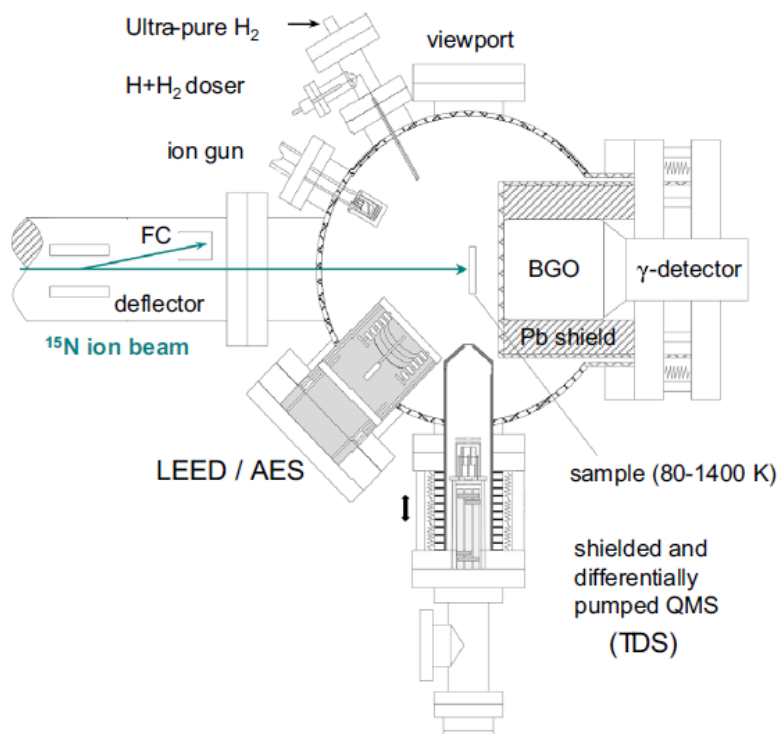 Ultra-pure H₂
viewport
H+H₂ doser
ion gun
FC
BGO
γ-detector
deflector
Pb shield
¹⁵N ion beam
LEED / AES
sample (80-1400 K)
shielded and
differentially
pumped QMS
(TDS)